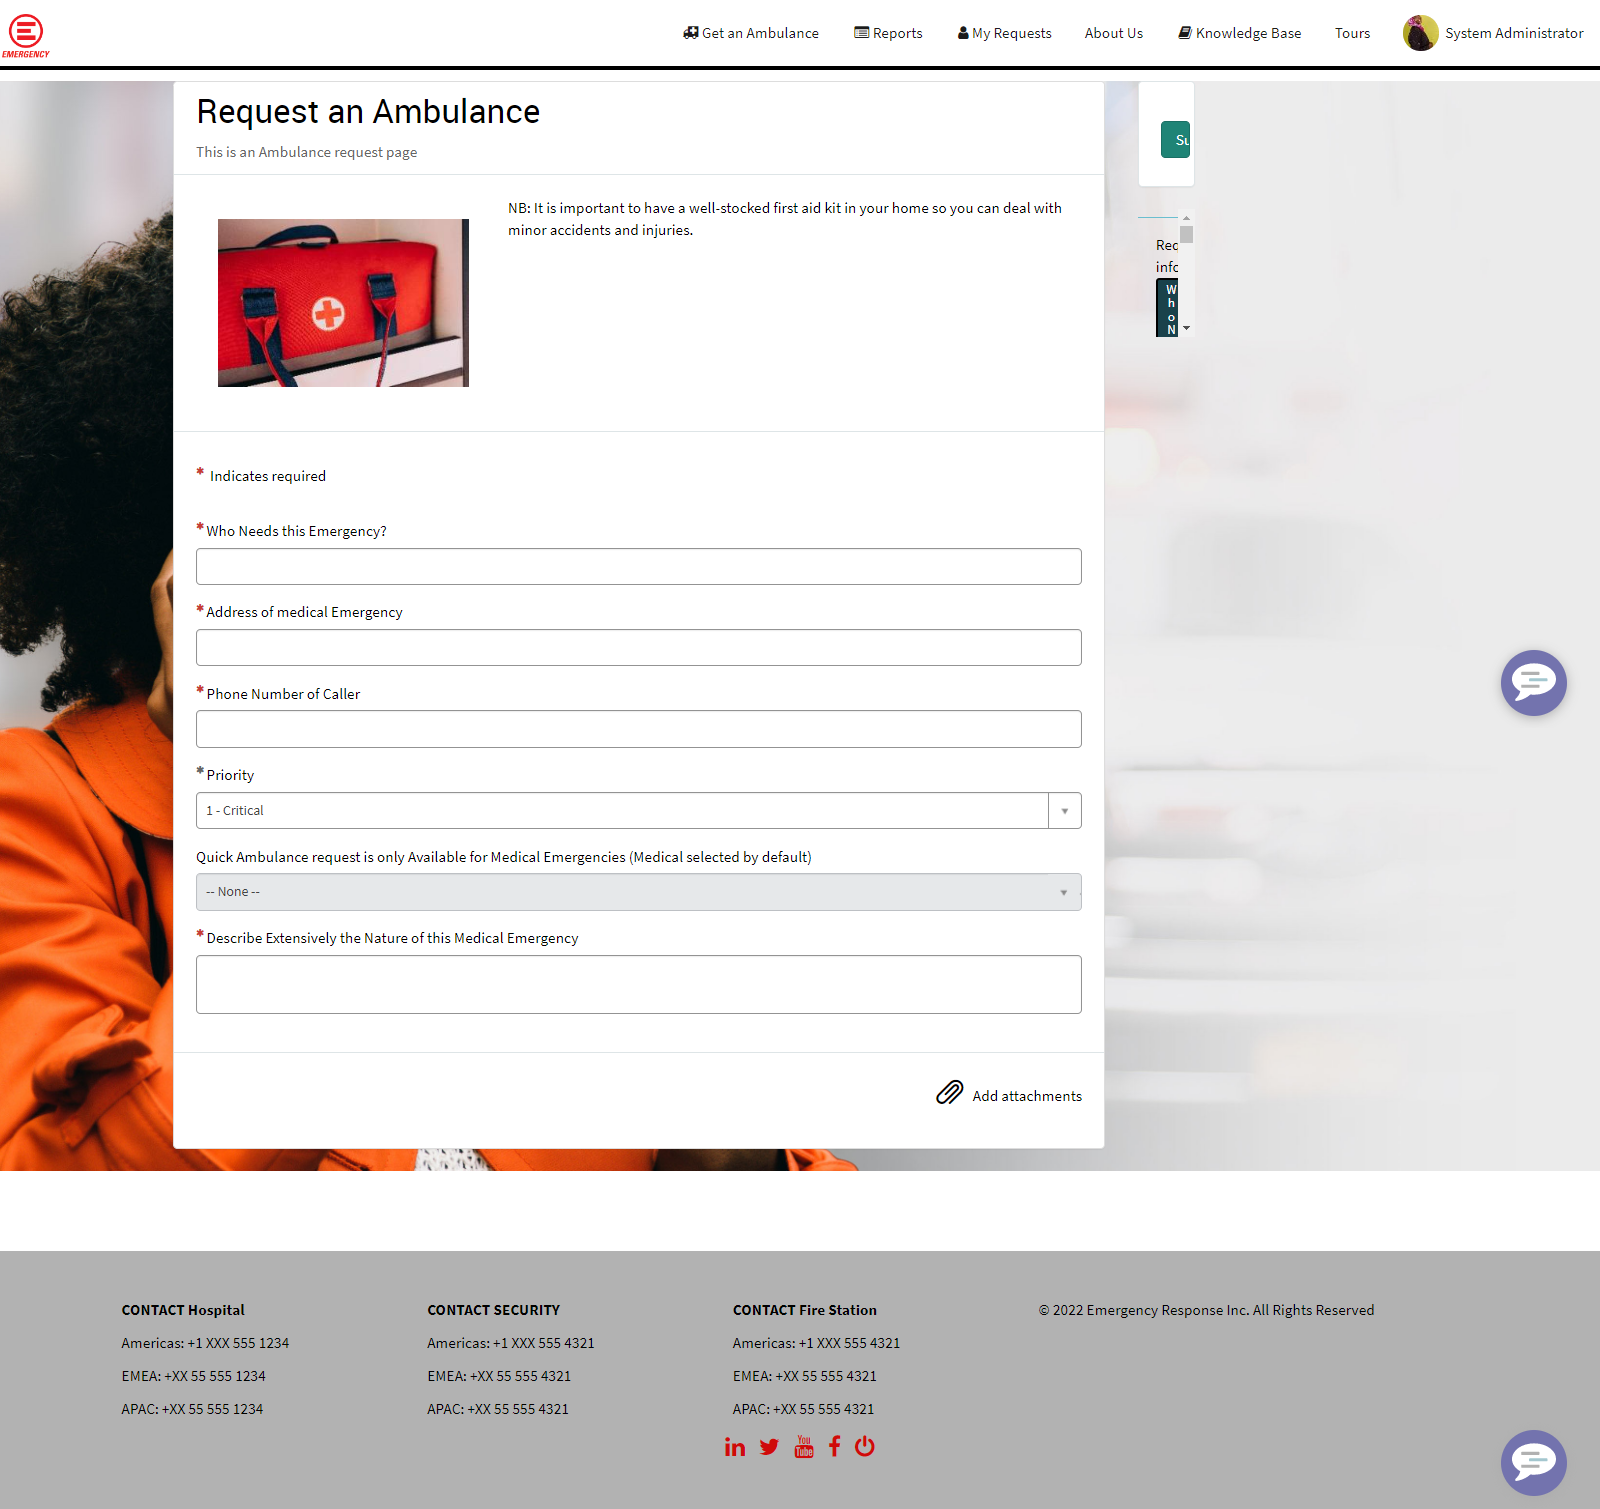 EMERGENCY
Get an Ambulance
Reports
My Requests
About Us
Knowledge Base
Tours
System Administrator
Request an Ambulance
This is an Ambulance request page
Su
NB: It is important to have a well-stocked first aid kit in your home so you can deal with
minor accidents and injuries.
Rec
info
W
h
o
N
* Indicates required
* Who Needs this Emergency?
* Address of medical Emergency
* Phone Number of Caller
* Priority
1 - Critical
Quick Ambulance request is only Available for Medical Emergencies (Medical selected by default)
-- None --
* Describe Extensively the Nature of this Medical Emergency
Add attachments
CONTACT Hospital
Americas: +1 XXX 555 1234
EMEA: +XX 55 555 1234
APAC: +XX 55 555 1234
CONTACT SECURITY
Americas: +1 XXX 555 4321
EMEA: +XX 55 555 4321
APAC: +XX 55 555 4321
CONTACT Fire Station
Americas: +1 XXX 555 4321
EMEA: +XX 55 555 4321
APAC: +XX 55 555 4321
© 2022 Emergency Response Inc. All Rights Reserved
in
You
Tube